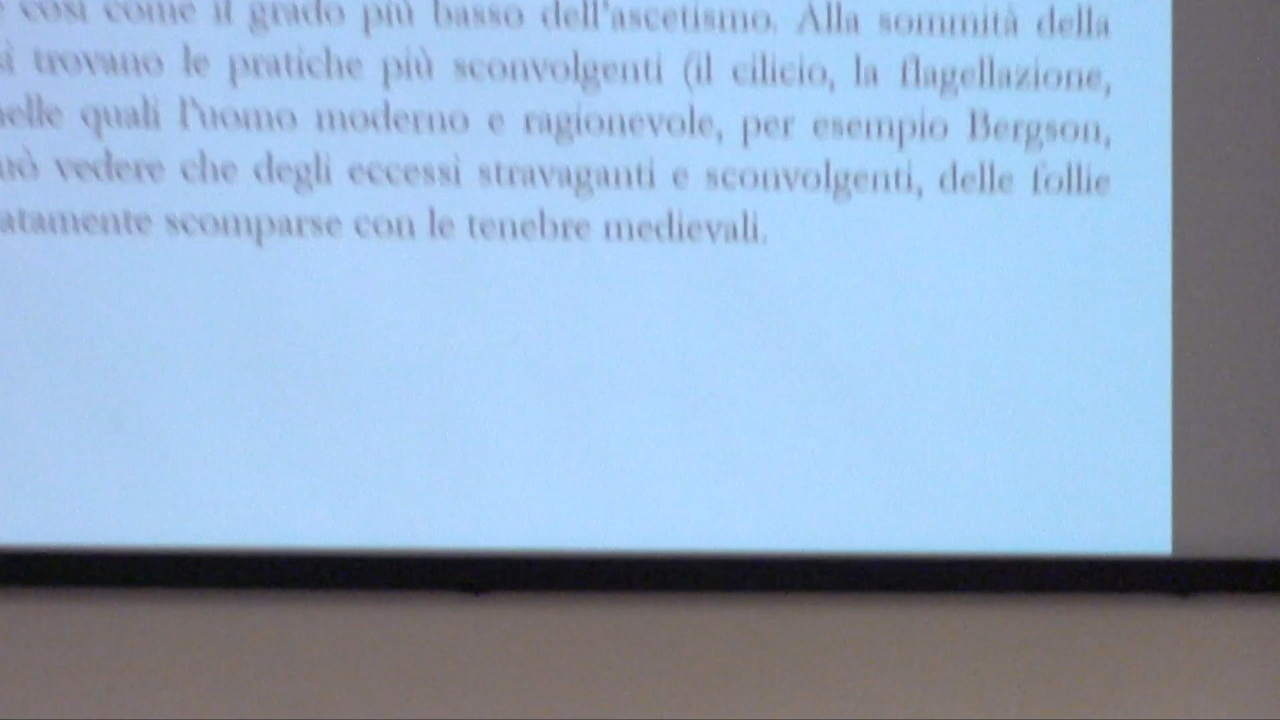 così come il grado più basso dell'ascetismo. Alla sommità della
si trovano le pratiche più sconvolgenti (il cilicio, la flagellazione,
nelle quali l'uomo moderno e ragionevole, per esempio Bergson,
può vedere che degli eccessi stravaganti e sconvolgenti, delle follie
atamente scomparse con le tenebre medievali.